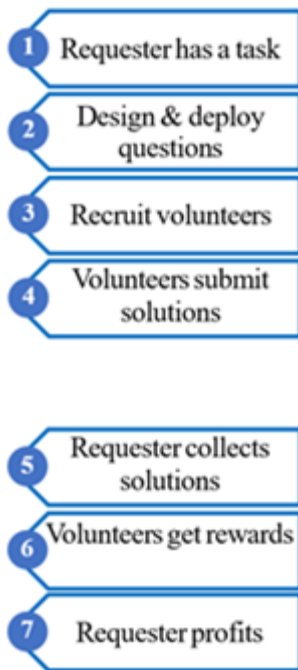 1 Requester has a task
2 Design & deploy
questions
3 Recruit volunteers
4 Volunteers submit
solutions
5 Requester collects
solutions
6 Volunteers get rewards
7 Requester profits